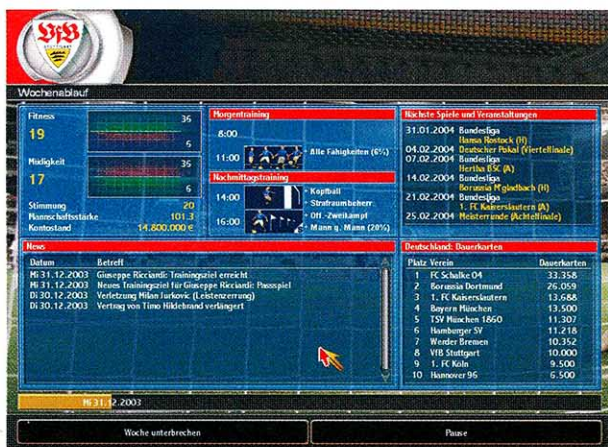 VfB
STUTTGART
Wochenablauf
Fitness
19
36
6
Müdigkeit
17
36
6
Stimmung 20
Mannschaftsstärke 101.3
Kontostand 14.800.000 €
Morgentraining
8:00
11:00 - Alle Fähigkeiten (6%)
Nachmittagstraining
14:00 - Kopfball
- Strafraumbeherr.
16:00 - Off. Zweikampf
- Mann g. Mann (20%)
Nächste Spiele und Veranstaltungen
31.01.2004 Bundesliga
Hansa Rostock (H)
04.02.2004 Deutscher Pokal (Viertelfinale)
07.02.2004 Bundesliga
Hertha BSC (A)
14.02.2004 Bundesliga
Borussia M'gladbach (H)
21.02.2004 Bundesliga
1. FC Kaiserslautern (A)
25.02.2004 Meisterrunde (Achtelfinale)
News
Datum Betreff
Mi 31.12.2003 Giuseppe Ricciardi: Trainingsziel erreicht
Mi 31.12.2003 Neues Trainingsziel für Giuseppe Ricciardi: Passspiel
Di 30.12.2003 Verletzung Milan Jurkovic (Leistenzerrung)
Di 30.12.2003 Vertrag von Timo Hildebrand verlängert
Deutschland: Dauerkarten
Platz Verein Dauerkarten
1 FC Schalke 04 33.358
2 Borussia Dortmund 26.059
3 1. FC Kaiserslautern 13.688
4 Bayern München 13.500
5 TSV München 1860 11.307
6 Hamburger SV 11.218
7 Werder Bremen 10.352
8 VfB Stuttgart 10.000
9 1. FC Köln 9.500
10 Hannover 96 6.500
Mi 31.12.2003
Woche unterbrechen
Pause